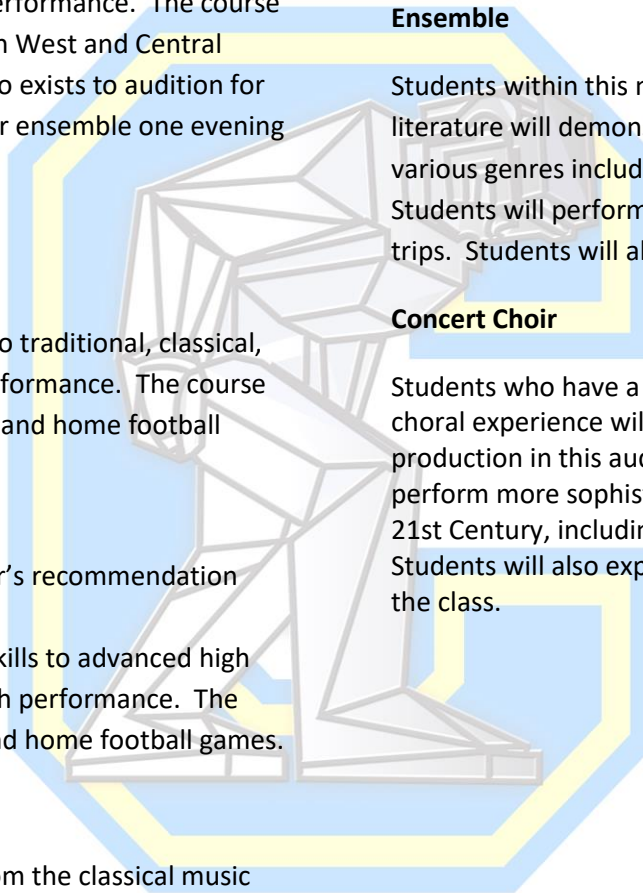 erformance. The course
West and Central
o exists to audition for
r ensemble one evening
o traditional, classical,
formance. The course
and home football
r's recommendation
kills to advanced high
h performance. The
nd home football games.
om the classical music
Ensemble
Students within this
literature will demon
various genres includ
Students will perform
trips. Students will al
Concert Choir
Students who have a
choral experience wil
production in this aud
perform more sophist
21st Century, includin
Students will also exp
the class.